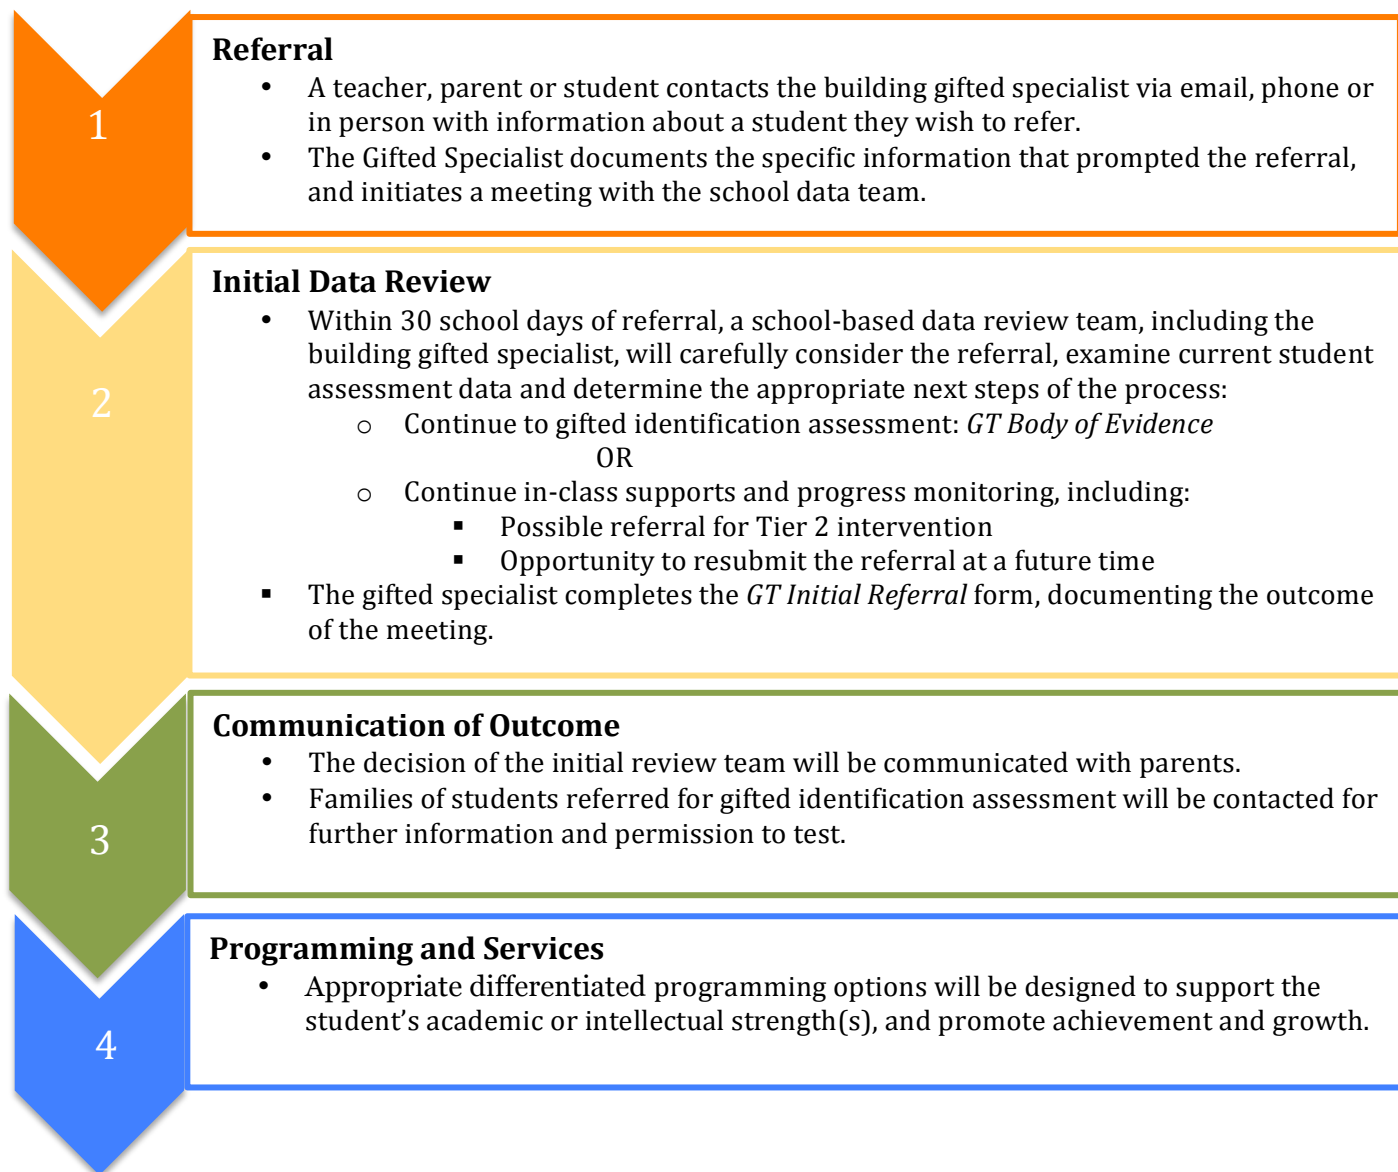 1
Referral
• A teacher, parent or student contacts the building gifted specialist via email, phone or
in person with information about a student they wish to refer.
• The Gifted Specialist documents the specific information that prompted the referral,
and initiates a meeting with the school data team.
2
Initial Data Review
• Within 30 school days of referral, a school-based data review team, including the
building gifted specialist, will carefully consider the referral, examine current student
assessment data and determine the appropriate next steps of the process:
o Continue to gifted identification assessment: GT Body of Evidence
OR
o Continue in-class supports and progress monitoring, including:
▪ Possible referral for Tier 2 intervention
▪ Opportunity to resubmit the referral at a future time
▪ The gifted specialist completes the GT Initial Referral form, documenting the outcome
of the meeting.
3
Communication of Outcome
• The decision of the initial review team will be communicated with parents.
• Families of students referred for gifted identification assessment will be contacted for
further information and permission to test.
4
Programming and Services
• Appropriate differentiated programming options will be designed to support the
student’s academic or intellectual strength(s), and promote achievement and growth.